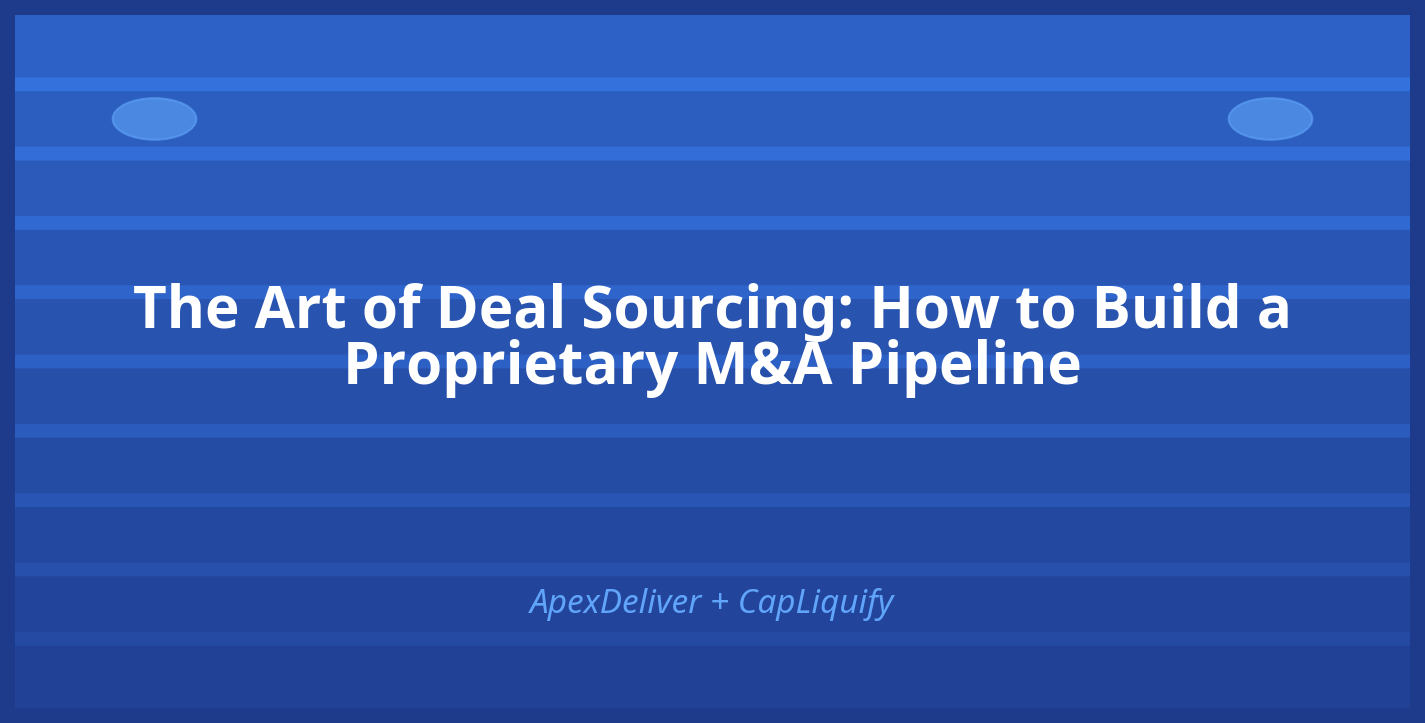 The Art of Deal Sourcing: How to Build a
Proprietary M&A Pipeline
ApexDeliver + CapLiquify